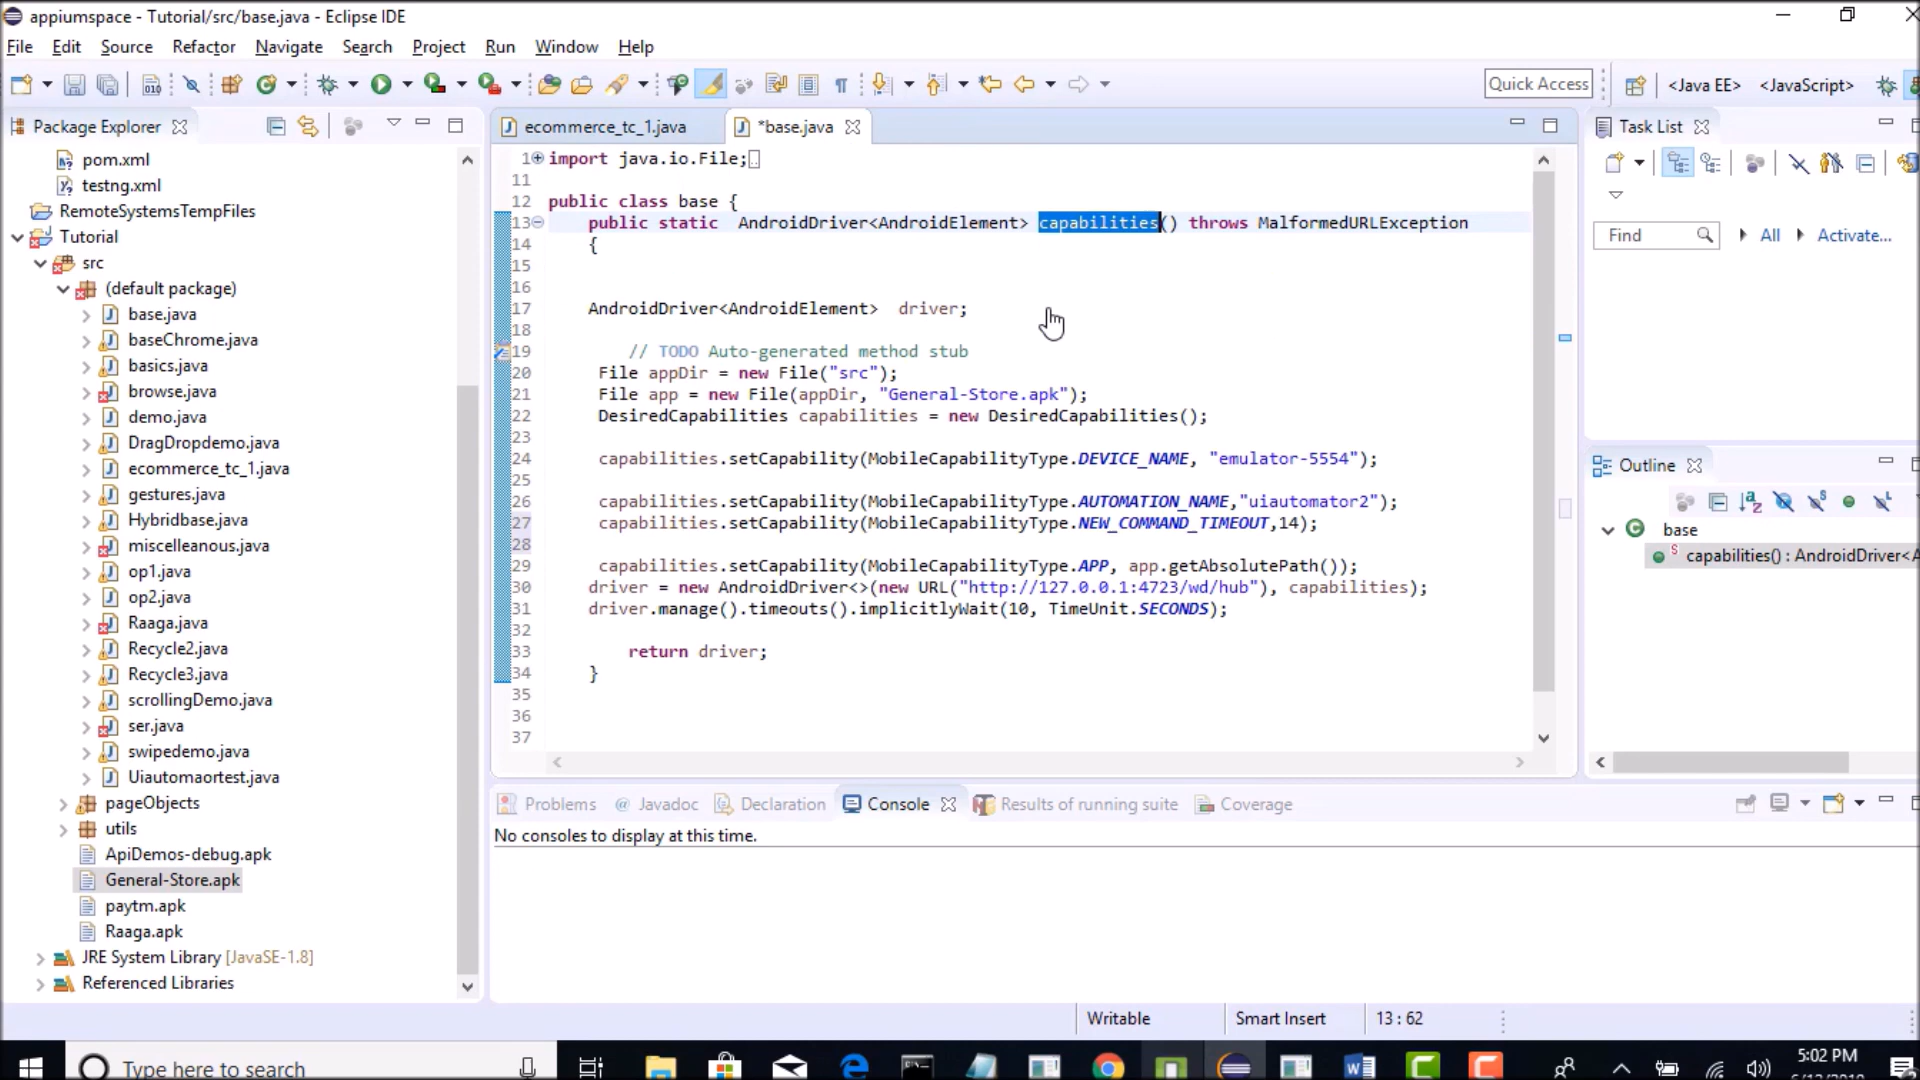 appiumspace - Tutorial/src/base.java - Eclipse IDE
File Edit Source Refactor Navigate Search Project Run Window Help
Quick Access <Java EE> <JavaScript>
Package Explorer
pom.xml
testng.xml
RemoteSystemsTempFiles
Tutorial
src
(default package)
base.java
baseChrome.java
basics.java
browse.java
demo.java
DragDropdemo.java
ecommerce_tc_1.java
gestures.java
Hybridbase.java
miscelleanous.java
op1.java
op2.java
Raaga.java
Recycle2.java
Recycle3.java
scrollingDemo.java
ser.java
swipedemo.java
Uiautomaortest.java
pageObjects
utils
ApiDemos-debug.apk
General-Store.apk
paytm.apk
Raaga.apk
JRE System Library [JavaSE-1.8]
Referenced Libraries
ecommerce_tc_1.java *base.java
1 import java.io.File;
11
12 public class base {
13 public static AndroidDriver<AndroidElement> capabilities() throws MalformedURLException
14 {
15
16
17 AndroidDriver<AndroidElement> driver;
18
19 // TODO Auto-generated method stub
20 File appDir = new File("src");
21 File app = new File(appDir, "General-Store.apk");
22 DesiredCapabilities capabilities = new DesiredCapabilities();
23
24 capabilities.setCapability(MobileCapabilityType.DEVICE_NAME, "emulator-5554");
25
26 capabilities.setCapability(MobileCapabilityType.AUTOMATION_NAME,"uiautomator2");
27 capabilities.setCapability(MobileCapabilityType.NEW_COMMAND_TIMEOUT,14);
28
29 capabilities.setCapability(MobileCapabilityType.APP, app.getAbsolutePath());
30 driver = new AndroidDriver<>(new URL("http://127.0.0.1:4723/wd/hub"), capabilities);
31 driver.manage().timeouts().implicitlyWait(10, TimeUnit.SECONDS);
32
33 return driver;
34 }
35
36
37
Task List
Find All Activate...
Outline
base
capabilities() : AndroidDriver<A
Problems @ Javadoc Declaration Console Results of running suite Coverage
No consoles to display at this time.
Writable Smart Insert 13 : 62
Type here to search
5:02 PM